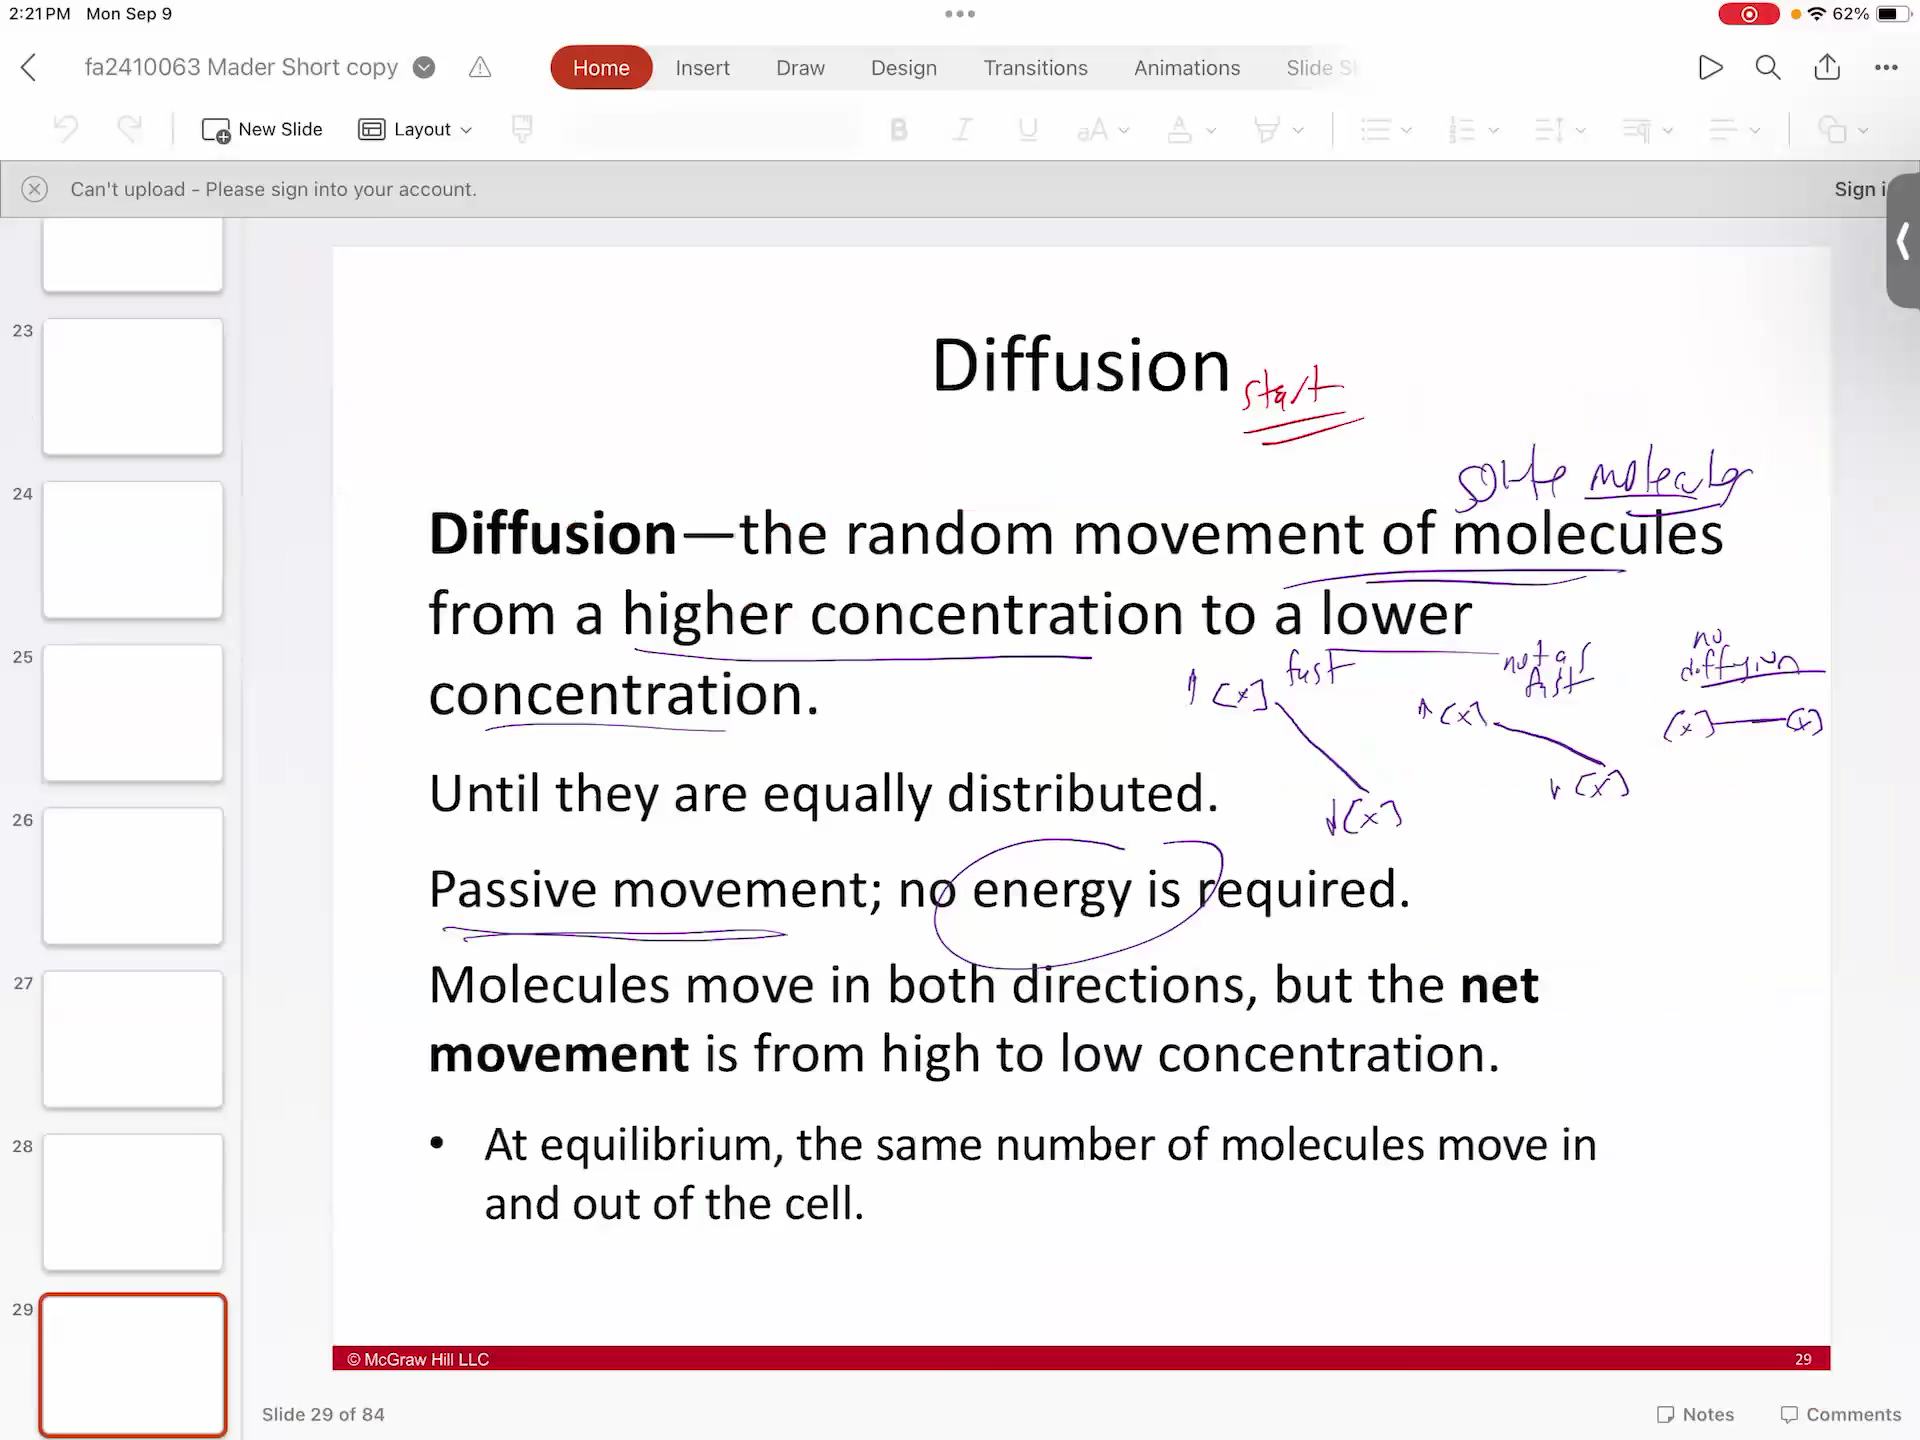 2:21 PM Mon Sep 9
62%
fa2410063 Mader Short copy
Home Insert Draw Design Transitions Animations Slide S
New Slide Layout
B I U aA A
Can't upload - Please sign into your account.
Sign i
Diffusion
start
solute molecules
Diffusion—the random movement of molecules
from a higher concentration to a lower
concentration.
fast
↑ [x]
↓[x]
not as
fast
↑[x]
↓ [x]
no
diffusion
[x] [x]
Until they are equally distributed.
Passive movement; no energy is required.
Molecules move in both directions, but the net
movement is from high to low concentration.
• At equilibrium, the same number of molecules move in
and out of the cell.
© McGraw Hill LLC
29
23
24
25
26
27
28
29
Slide 29 of 84
Notes Comments